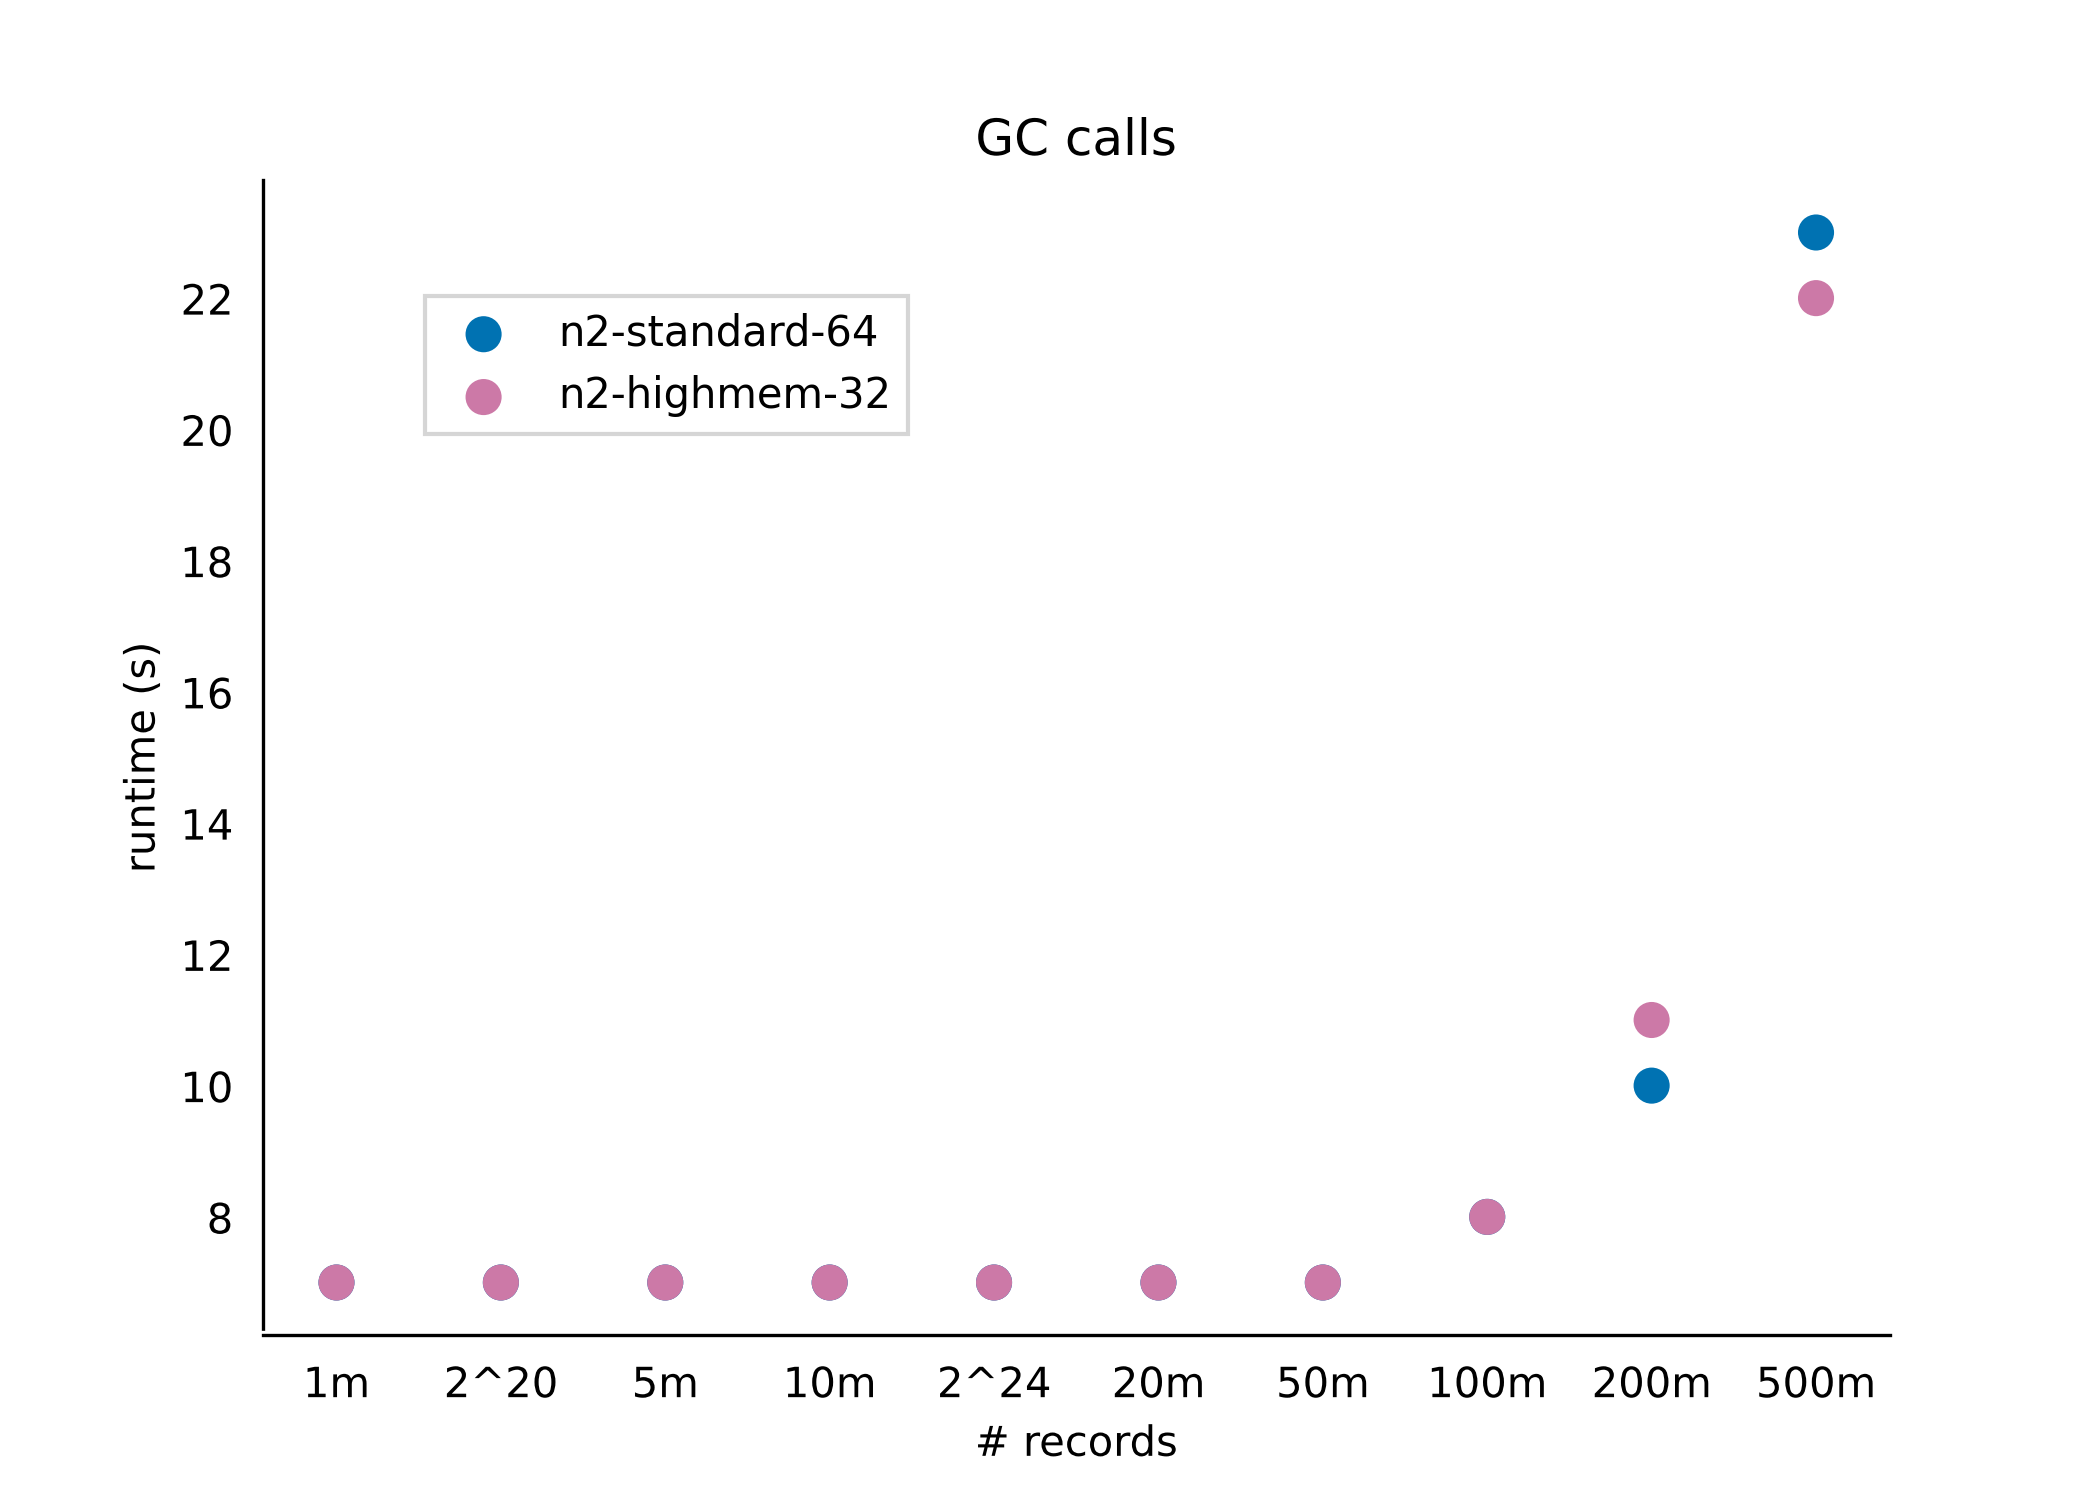 GC calls
n2-standard-64
n2-highmem-32
runtime (s)
22
20
18
16
14
12
10
8
1m 2^20 5m 10m 2^24 20m 50m 100m 200m 500m
# records